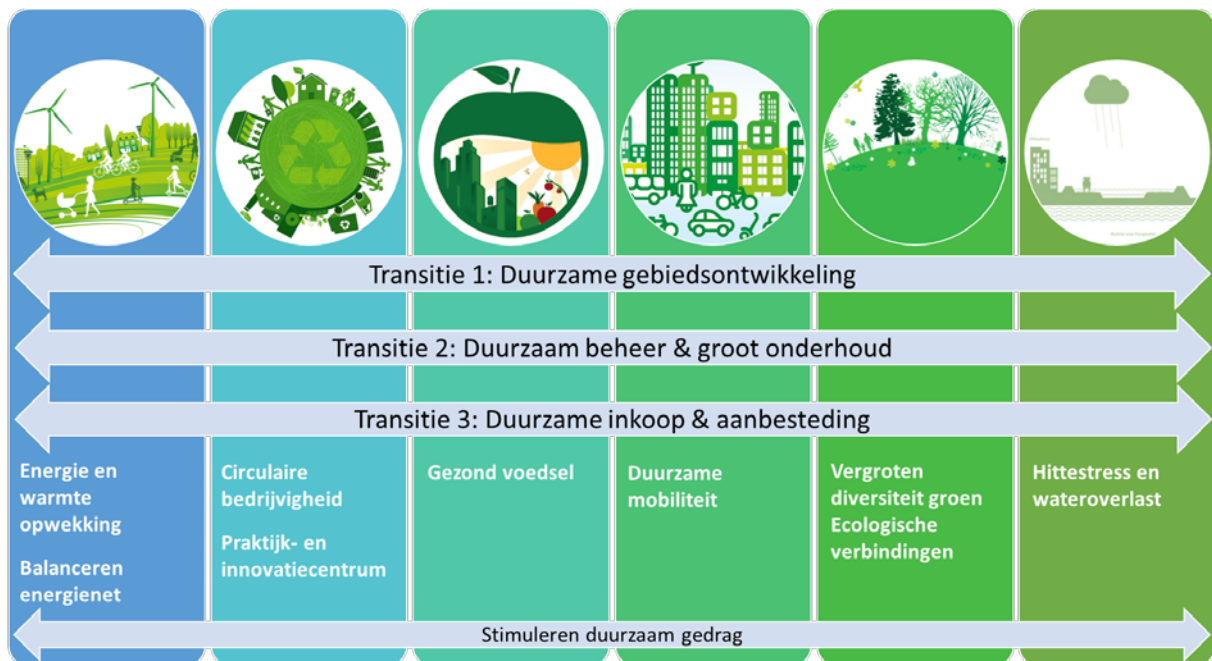 Transitie 1: Duurzame gebiedsontwikkeling
Transitie 2: Duurzaam beheer & groot onderhoud
Transitie 3: Duurzame inkoop & aanbesteding
Energie en
warmte
opwekking
Balanceren
energienet
Circulaire
bedrijvigheid
Praktijk- en
innovatiecentrum
Gezond voedsel
Duurzame
mobiliteit
Vergroten
diversiteit groen
Ecologische
verbindingen
Hittestress en
wateroverlast
Stimuleren duurzaam gedrag